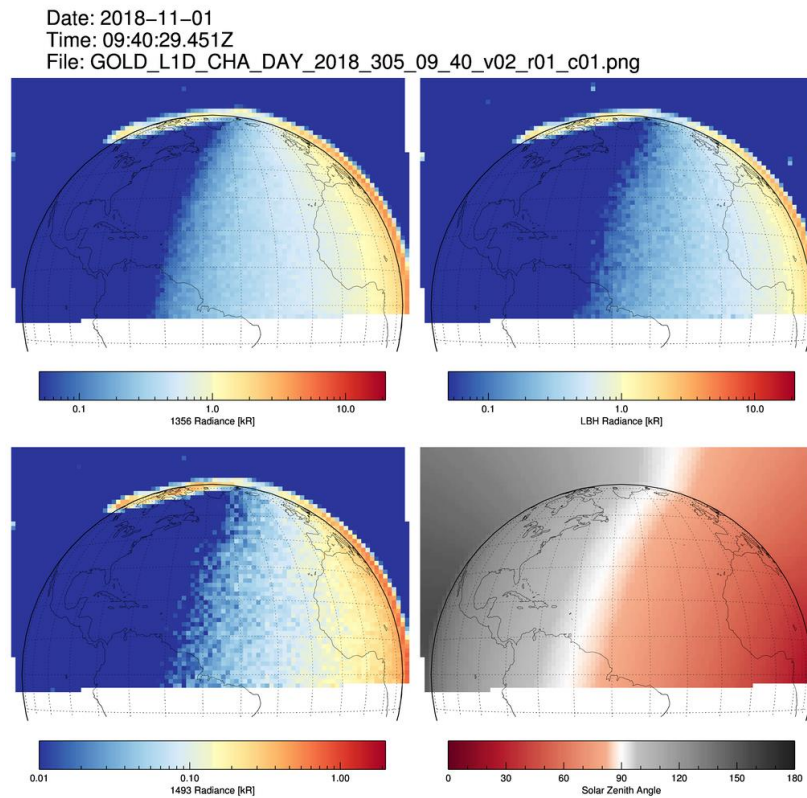 Date: 2018-11-01
Time: 09:40:29.451Z
File: GOLD_L1D_CHA_DAY_2018_305_09_40_v02_r01_c01.png
0.1 1.0 10.0
1356 Radiance [kR]
0.1 1.0 10.0
LBH Radiance [kR]
0.01 0.10 1.00
1493 Radiance [kR]
0 30 60 90 120 150 180
Solar Zenith Angle